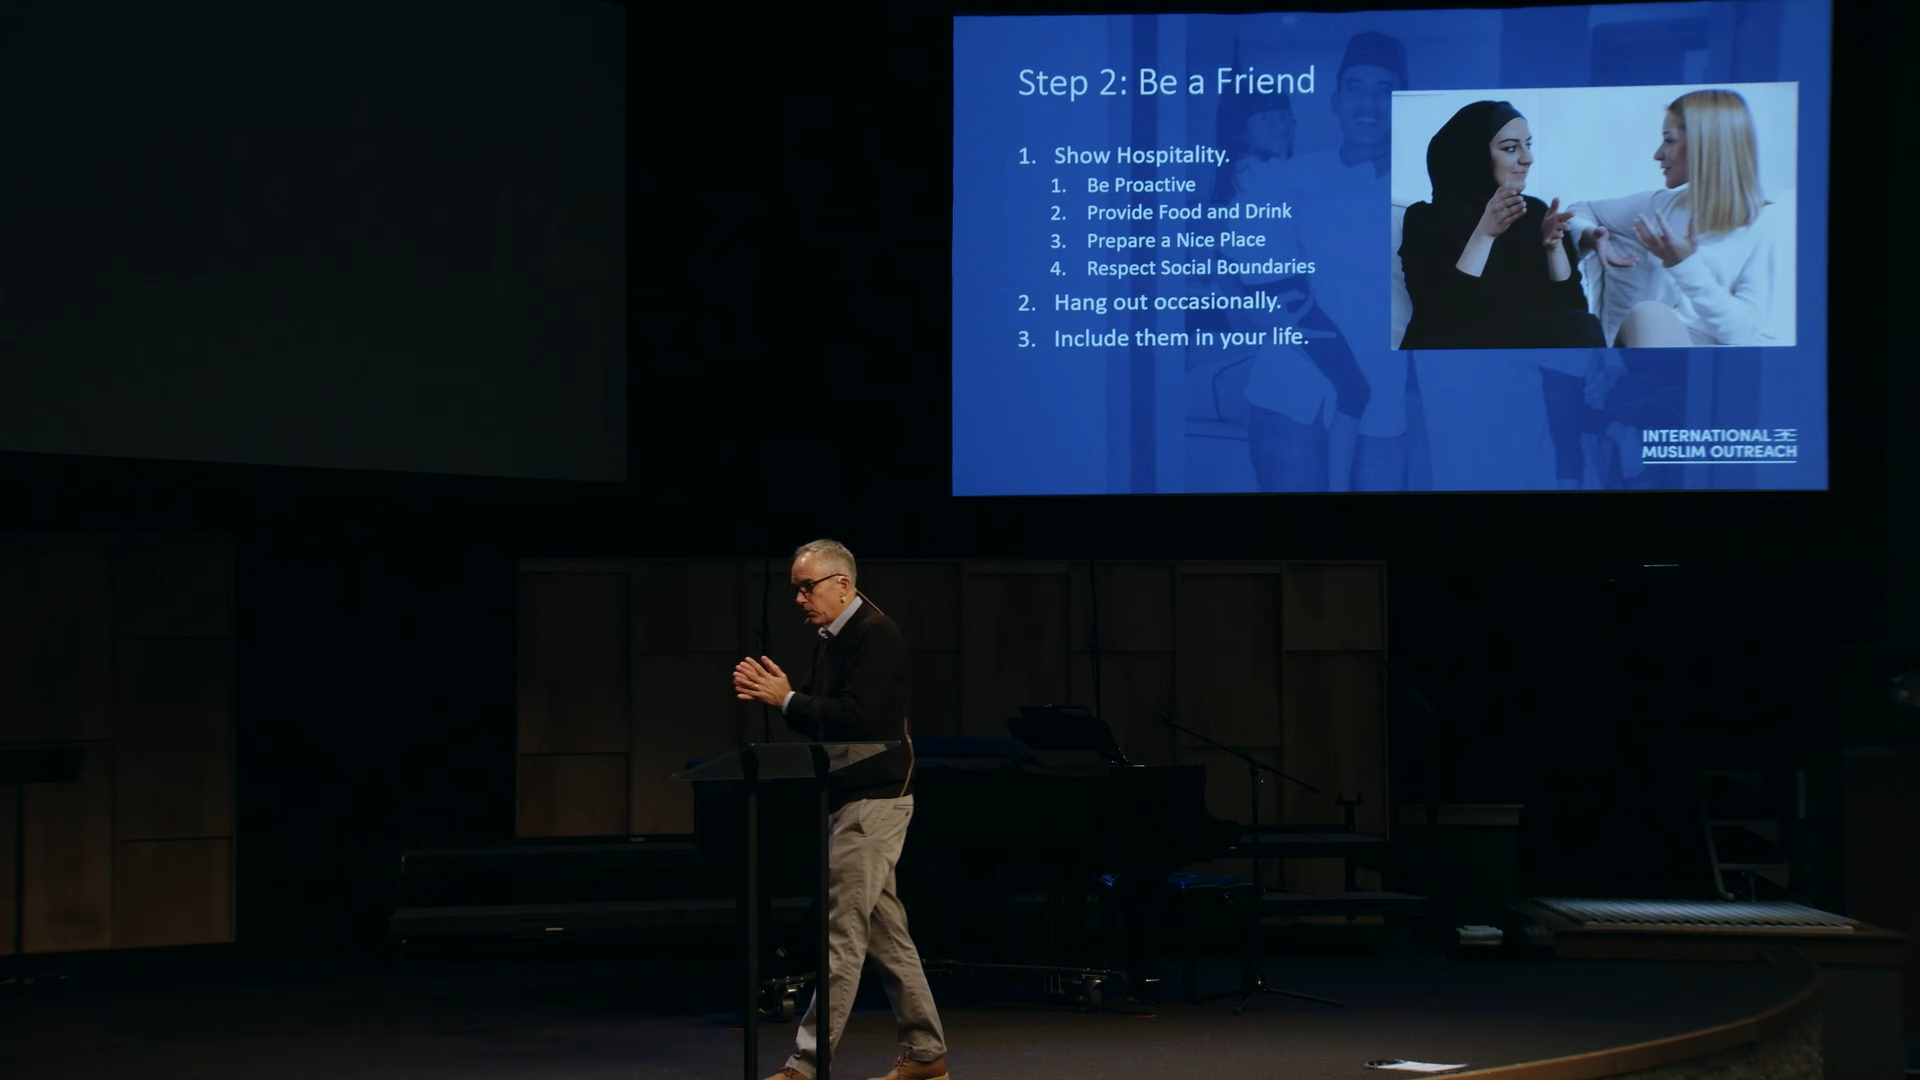 Step 2: Be a Friend
1. Show Hospitality.
1. Be Proactive
2. Provide Food and Drink
3. Prepare a Nice Place
4. Respect Social Boundaries
2. Hang out occasionally.
3. Include them in your life.
INTERNATIONAL
MUSLIM OUTREACH